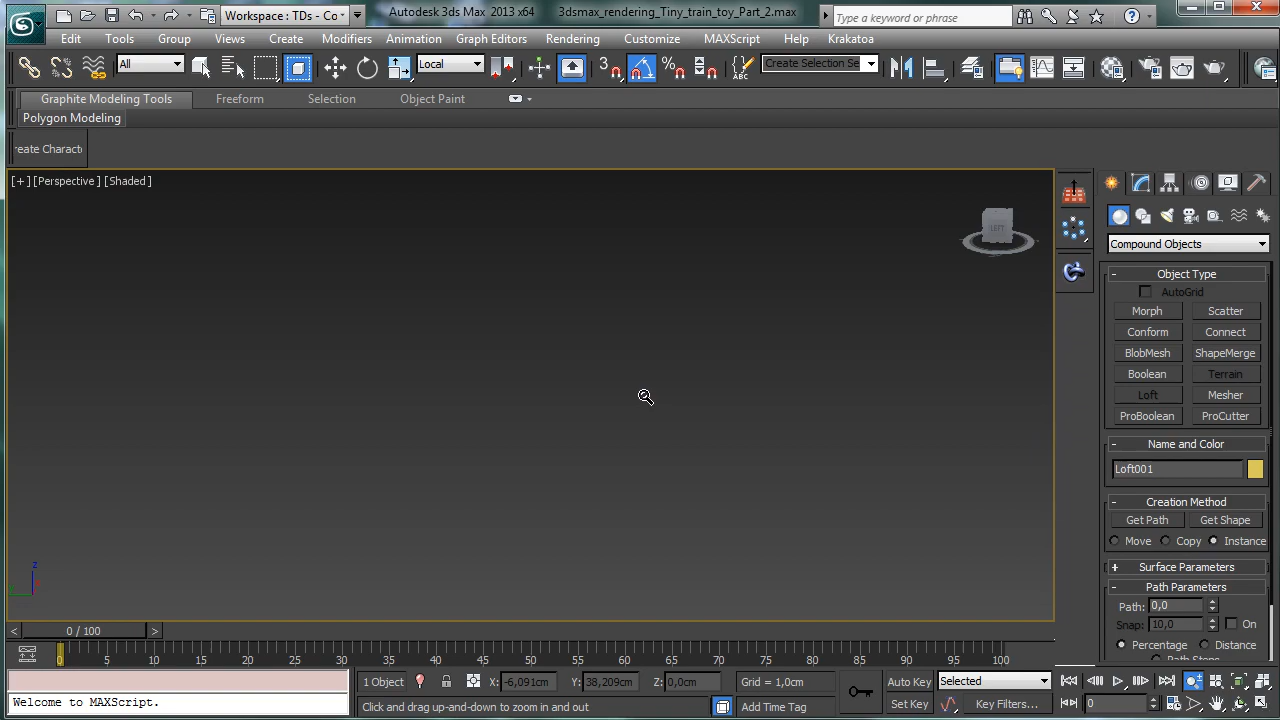 Workspace: TDs - Co
Autodesk 3ds Max 2013 x64
3dsmax_rendering_Tiny_train_toy_Part_2.max
Type a keyword or phrase
Edit
Tools
Group
Views
Create
Modifiers
Animation
Graph Editors
Rendering
Customize
MAXScript
Help
Krakatoa
All
Local
3
%
ABC
Create Selection Se
Graphite Modeling Tools
Freeform
Selection
Object Paint
Polygon Modeling
eate Charact
[+] [Perspective] [Shaded]
LEFT
Compound Objects
- Object Type
AutoGrid
Morph
Scatter
Conform
Connect
BlobMesh
ShapeMerge
Boolean
Terrain
Loft
Mesher
ProBoolean
ProCutter
- Name and Color
Loft001
- Creation Method
Get Path
Get Shape
Move
Copy
Instance
+ Surface Parameters
- Path Parameters
Path: 0,0
Snap: 10,0
On
Percentage
Distance
z
< 0 / 100 >
0 5 10 15 20 25 30 35 40 45 50 55 60 65 70 75 80 85 90 95 100
1 Object
X: -6,091cm
Y: 38,209cm
Z: 0,0cm
Grid = 1,0cm
Auto Key
Selected
Welcome to MAXScript.
Click and drag up-and-down to zoom in and out
Add Time Tag
Set Key
Key Filters...
0